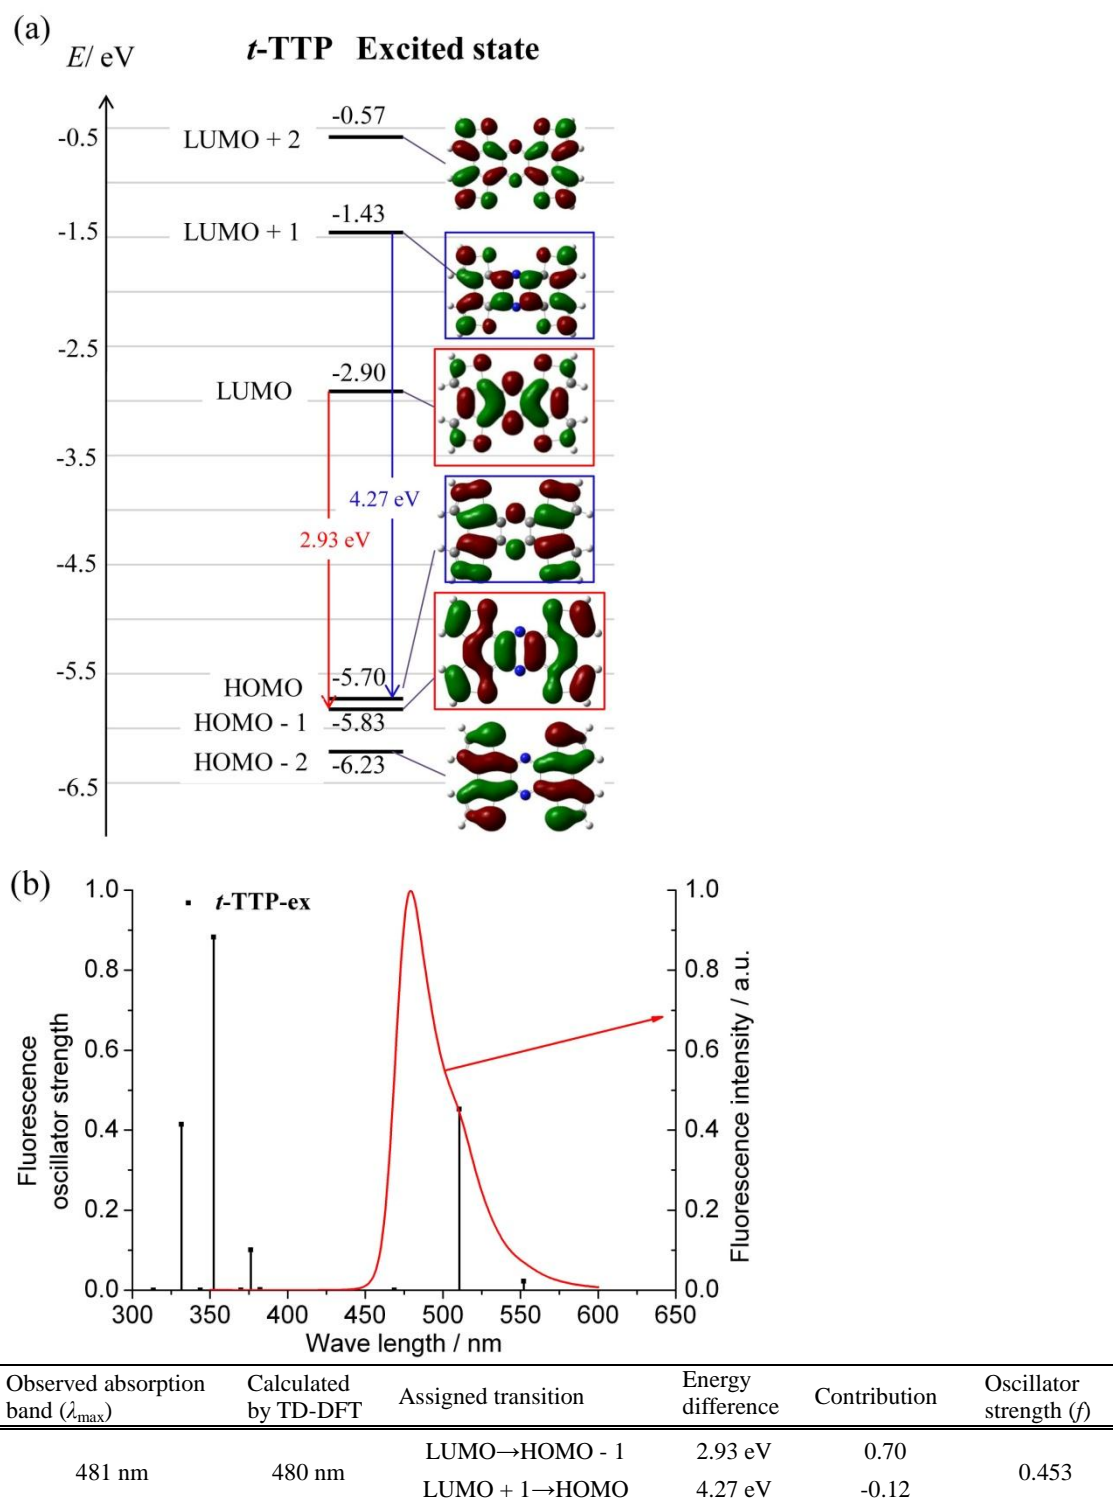 (a)
t-TTP Excited state
E/ eV
-0.57
-0.5
LUMO + 2
-1.43
-1.5
LUMO + 1
-2.5
-2.90
LUMO
-3.5
4.27 eV
2.93 eV
-4.5
-5.5
-5.70
HOMO
HOMO - 1
-5.83
HOMO - 2
-6.23
-6.5
(b)
t-TTP-ex
1.0
0.8
0.6
0.4
0.2
0.0
Fluorescence
oscillator strength
1.0
0.8
0.6
0.4
0.2
0.0
Fluorescence intensity / a.u.
300 350 400 450 500 550 600 650
Wave length / nm
Observed absorption band (λmax) Calculated by TD-DFT Assigned transition Energy difference Contribution Oscillator strength (f)
481 nm 480 nm LUMO→HOMO - 1 2.93 eV 0.70 0.453
LUMO + 1→HOMO 4.27 eV -0.12